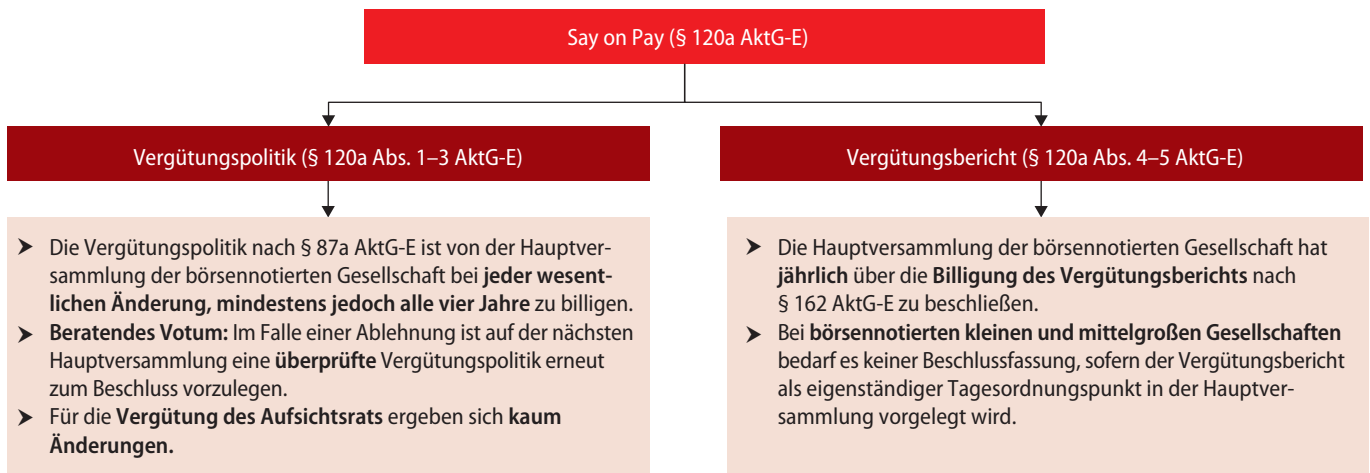 Say on Pay (§ 120a AktG-E)
Vergütungspolitik (§ 120a Abs. 1–3 AktG-E)
Vergütungsbericht (§ 120a Abs. 4–5 AktG-E)
➤ Die Vergütungspolitik nach § 87a AktG-E ist von der Hauptver-
sammlung der börsennotierten Gesellschaft bei jeder wesent-
lichen Änderung, mindestens jedoch alle vier Jahre zu billigen.
➤ Beratendes Votum: Im Falle einer Ablehnung ist auf der nächsten
Hauptversammlung eine überprüfte Vergütungspolitik erneut
zum Beschluss vorzulegen.
➤ Für die Vergütung des Aufsichtsrats ergeben sich kaum
Änderungen.
➤ Die Hauptversammlung der börsennotierten Gesellschaft hat
jährlich über die Billigung des Vergütungsberichts nach
§ 162 AktG-E zu beschließen.
➤ Bei börsennotierten kleinen und mittelgroßen Gesellschaften
bedarf es keiner Beschlussfassung, sofern der Vergütungsbericht
als eigenständiger Tagesordnungspunkt in der Hauptver-
sammlung vorgelegt wird.